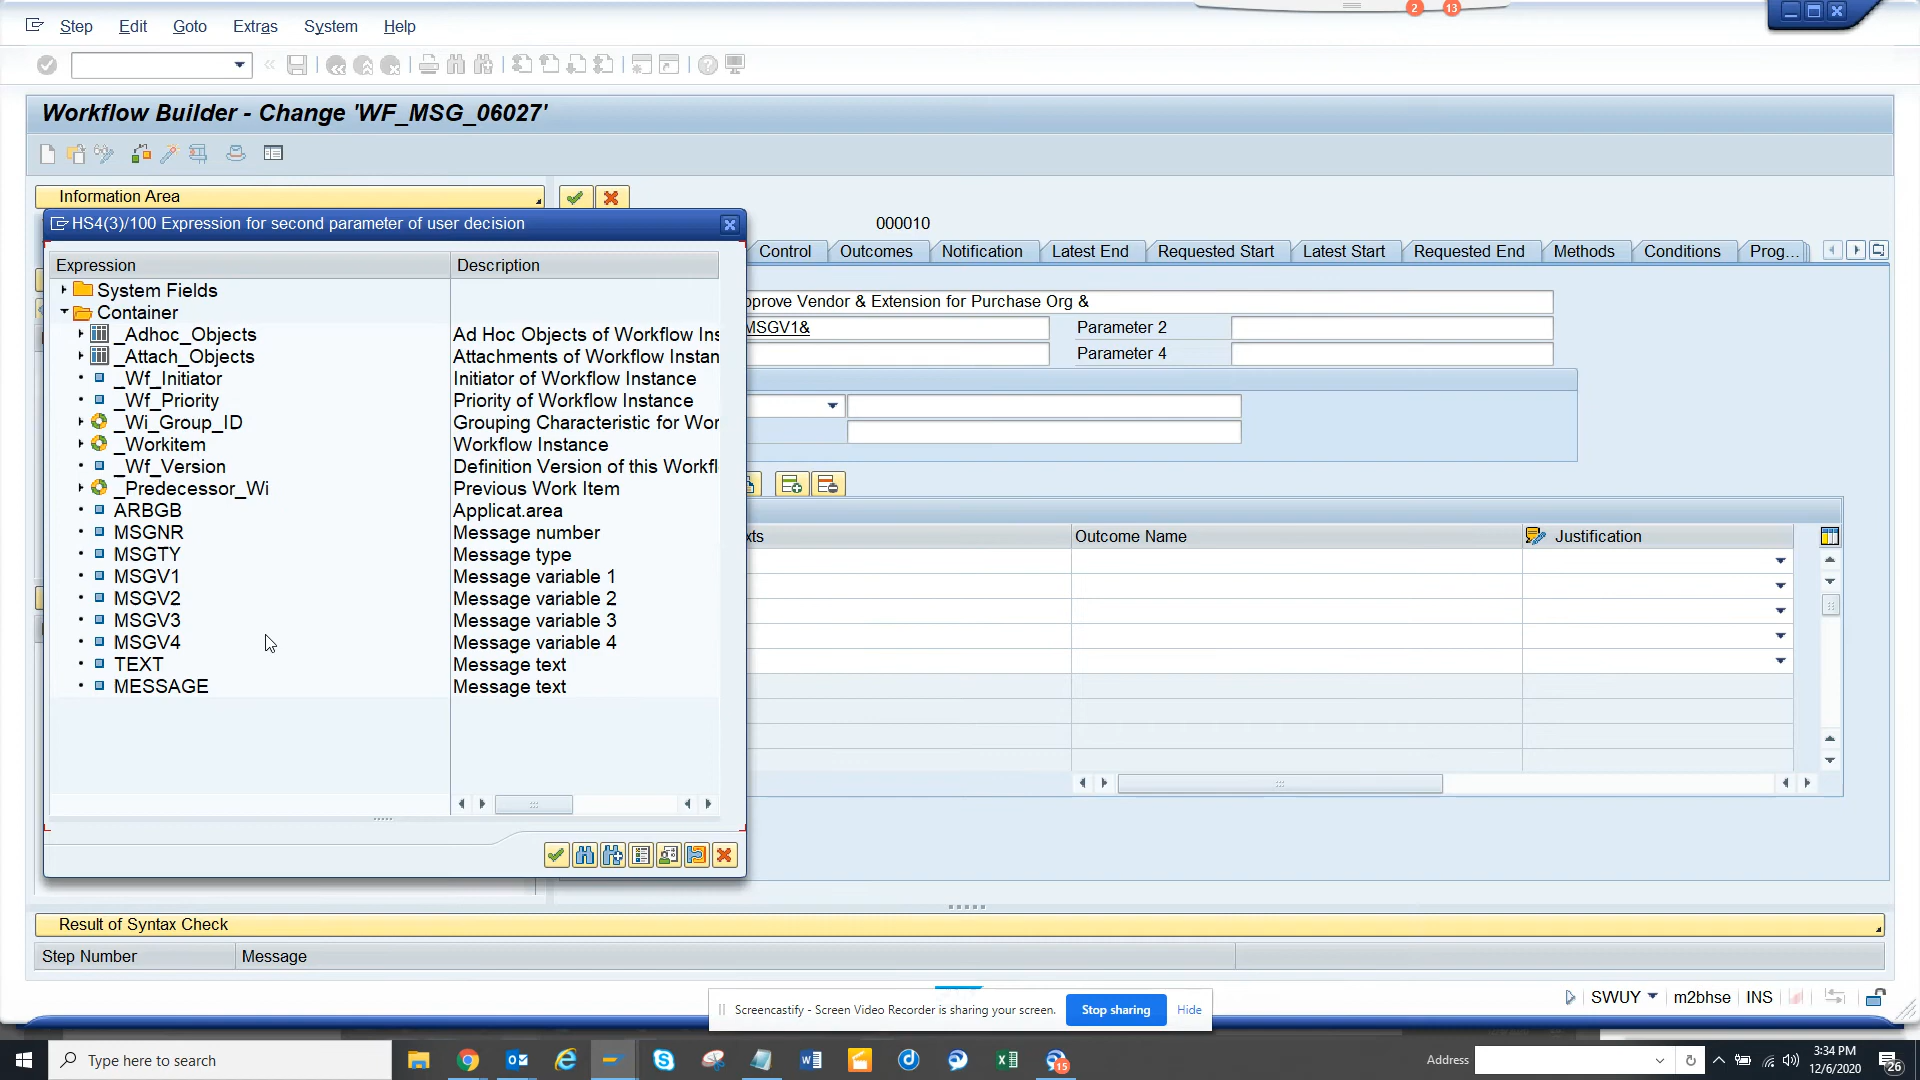 2 13
Step Edit Goto Extras System Help
Workflow Builder - Change 'WF_MSG_06027'
Information Area
HS4(3)/100 Expression for second parameter of user decision
000010
Control Outcomes Notification Latest End Requested Start Latest Start Requested End Methods Conditions Prog...
Expression Description
System Fields
Container
_Adhoc_Objects Ad Hoc Objects of Workflow Ins
_Attach_Objects Attachments of Workflow Instan
_Wf_Initiator Initiator of Workflow Instance
_Wf_Priority Priority of Workflow Instance
_Wi_Group_ID Grouping Characteristic for Wor
_Workitem Workflow Instance
_Wf_Version Definition Version of this Workfl
_Predecessor_Wi Previous Work Item
ARBGB Applicat.area
MSGNR Message number
MSGTY Message type
MSGV1 Message variable 1
MSGV2 Message variable 2
MSGV3 Message variable 3
MSGV4 Message variable 4
TEXT Message text
MESSAGE Message text
pprove Vendor & Extension for Purchase Org &
MSGV1& Parameter 2
Parameter 4
xts Outcome Name Justification
Result of Syntax Check
Step Number Message
SWUY m2bhse INS
Screencastify - Screen Video Recorder is sharing your screen. Stop sharing Hide
Type here to search
15
Address
3:34 PM
12/6/2020
26